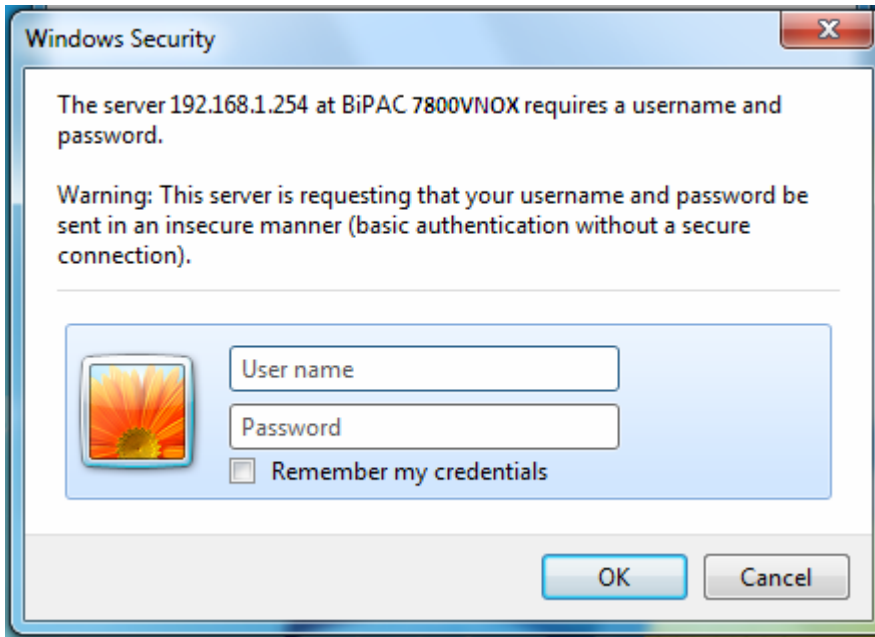 Windows Security
The server 192.168.1.254 at BiPAC 7800VNOX requires a username and
password.
Warning: This server is requesting that your username and password be
sent in an insecure manner (basic authentication without a secure
connection).
User name
Password
Remember my credentials
OK
Cancel